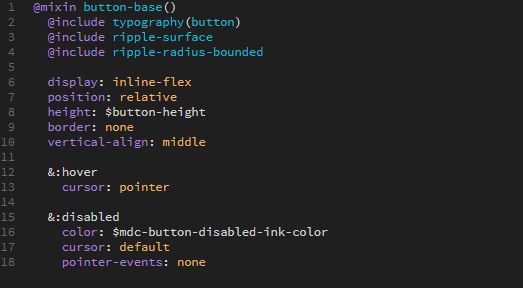 1 @mixin button-base()
2 @include typography(button)
3 @include ripple-surface
4 @include ripple-radius-bounded
5
6 display: inline-flex
7 position: relative
8 height: $button-height
9 border: none
10 vertical-align: middle
11
12 &:hover
13 cursor: pointer
14
15 &:disabled
16 color: $mdc-button-disabled-ink-color
17 cursor: default
18 pointer-events: none